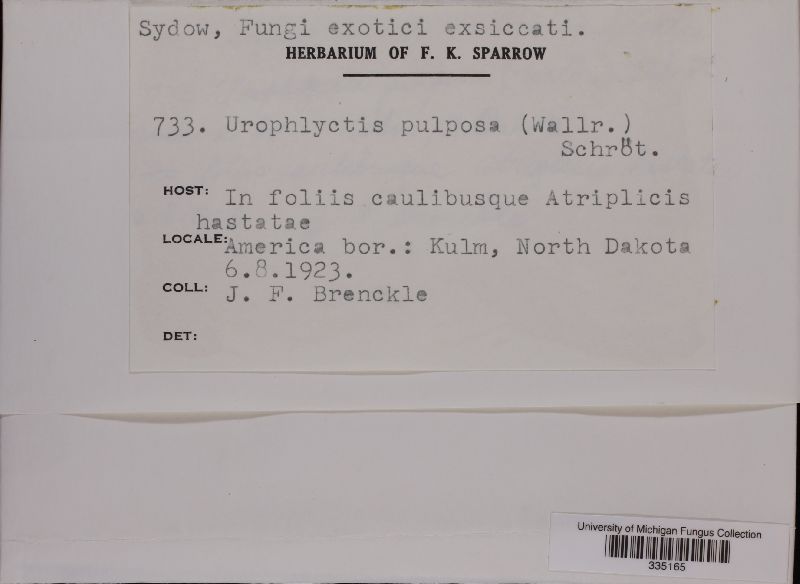 Sydow, Fungi exotici exsiccati.
HERBARIUM OF F. K. SPARROW
733. Urophlyctis pulposa (Wallr.)
Schröt.
HOST: In foliis caulibusque Atriplicis
hastatae
LOCALE: America bor.: Kulm, North Dakota
6.8.1923.
COLL: J. F. Brenckle
DET:
University of Michigan Fungus Collection
335165